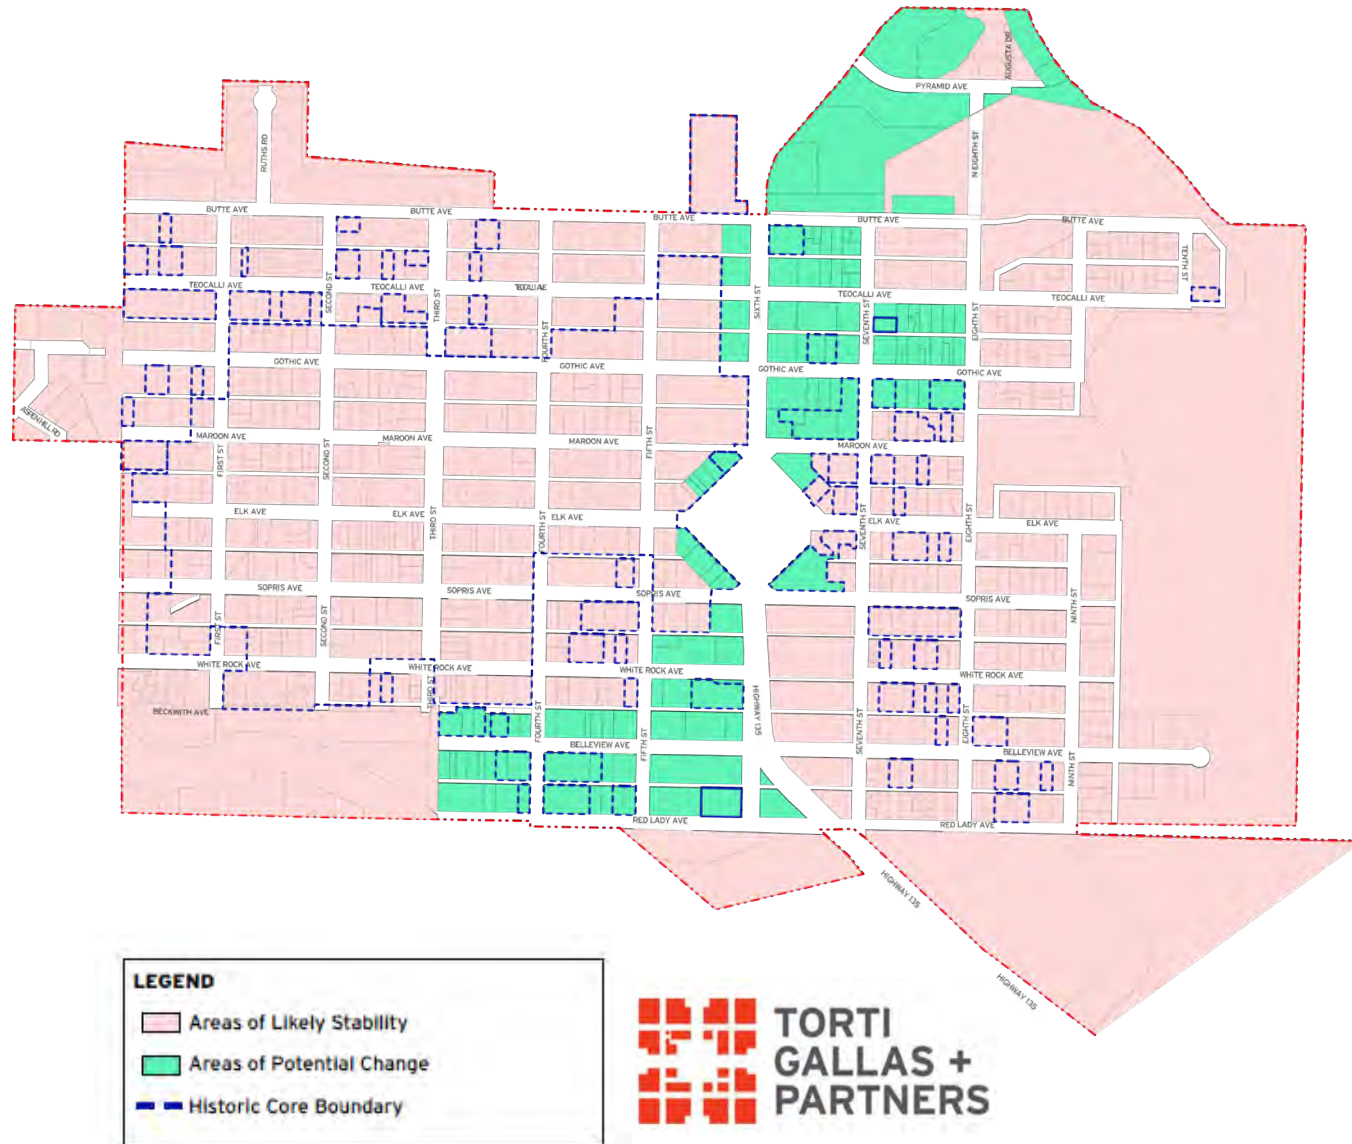 AUGUSTA DR
PYRAMID AVE
RUTHS RD
N EIGHTH ST
BUTTE AVE
BUTTE AVE
BUTTE AVE
BUTTE AVE
BUTTE AVE
TENTH ST
SECOND ST
TEOCALLI AVE
TEOCALLI AVE
TEOCALLI AVE
TEOCALLI AVE
THIRD ST
SIXTH ST
SEVENTH ST
EIGHTH ST
FOURTH ST
GOTHIC AVE
GOTHIC AVE
GOTHIC AVE
GOTHIC AVE
ASPEN HILL RD
MAROON AVE
MAROON AVE
MAROON AVE
MAROON AVE
FIFTH ST
FIRST ST
SECOND ST
ELK AVE
ELK AVE
ELK AVE
ELK AVE
ELK AVE
THIRD ST
FOURTH ST
SEVENTH ST
EIGHTH ST
SOPRIS AVE
SOPRIS AVE
SOPRIS AVE
SOPRIS AVE
NINTH ST
FIRST ST
SECOND ST
WHITE ROCK AVE
WHITE ROCK AVE
WHITE ROCK AVE
WHITE ROCK AVE
THIRD ST
HIGHWAY 135
BECKWITH AVE
FOURTH ST
FIFTH ST
SEVENTH ST
EIGHTH ST
BELLEVIEW AVE
BELLEVIEW AVE
NINTH ST
RED LADY AVE
RED LADY AVE
HIGHWAY 135
HIGHWAY 135
LEGEND
Areas of Likely Stability
Areas of Potential Change
Historic Core Boundary
TORTI
GALLAS +
PARTNERS